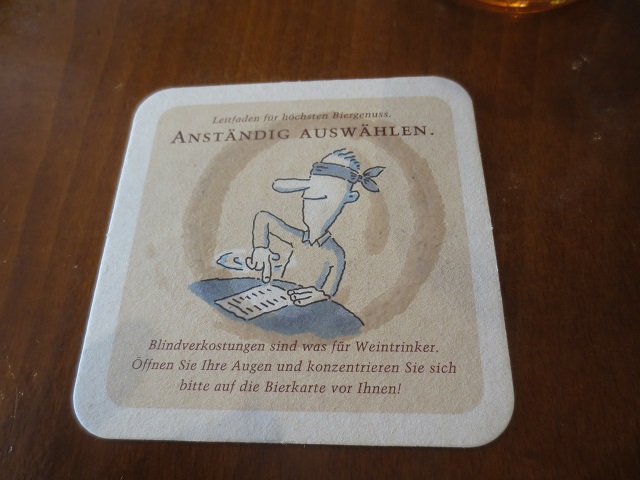 Leitfaden für höchsten Biergenuss.
ANSTÄNDIG AUSWÄHLEN.
Blindverkostungen sind was für Weintrinker.
Öffnen Sie Ihre Augen und konzentrieren Sie sich
bitte auf die Bierkarte vor Ihnen!